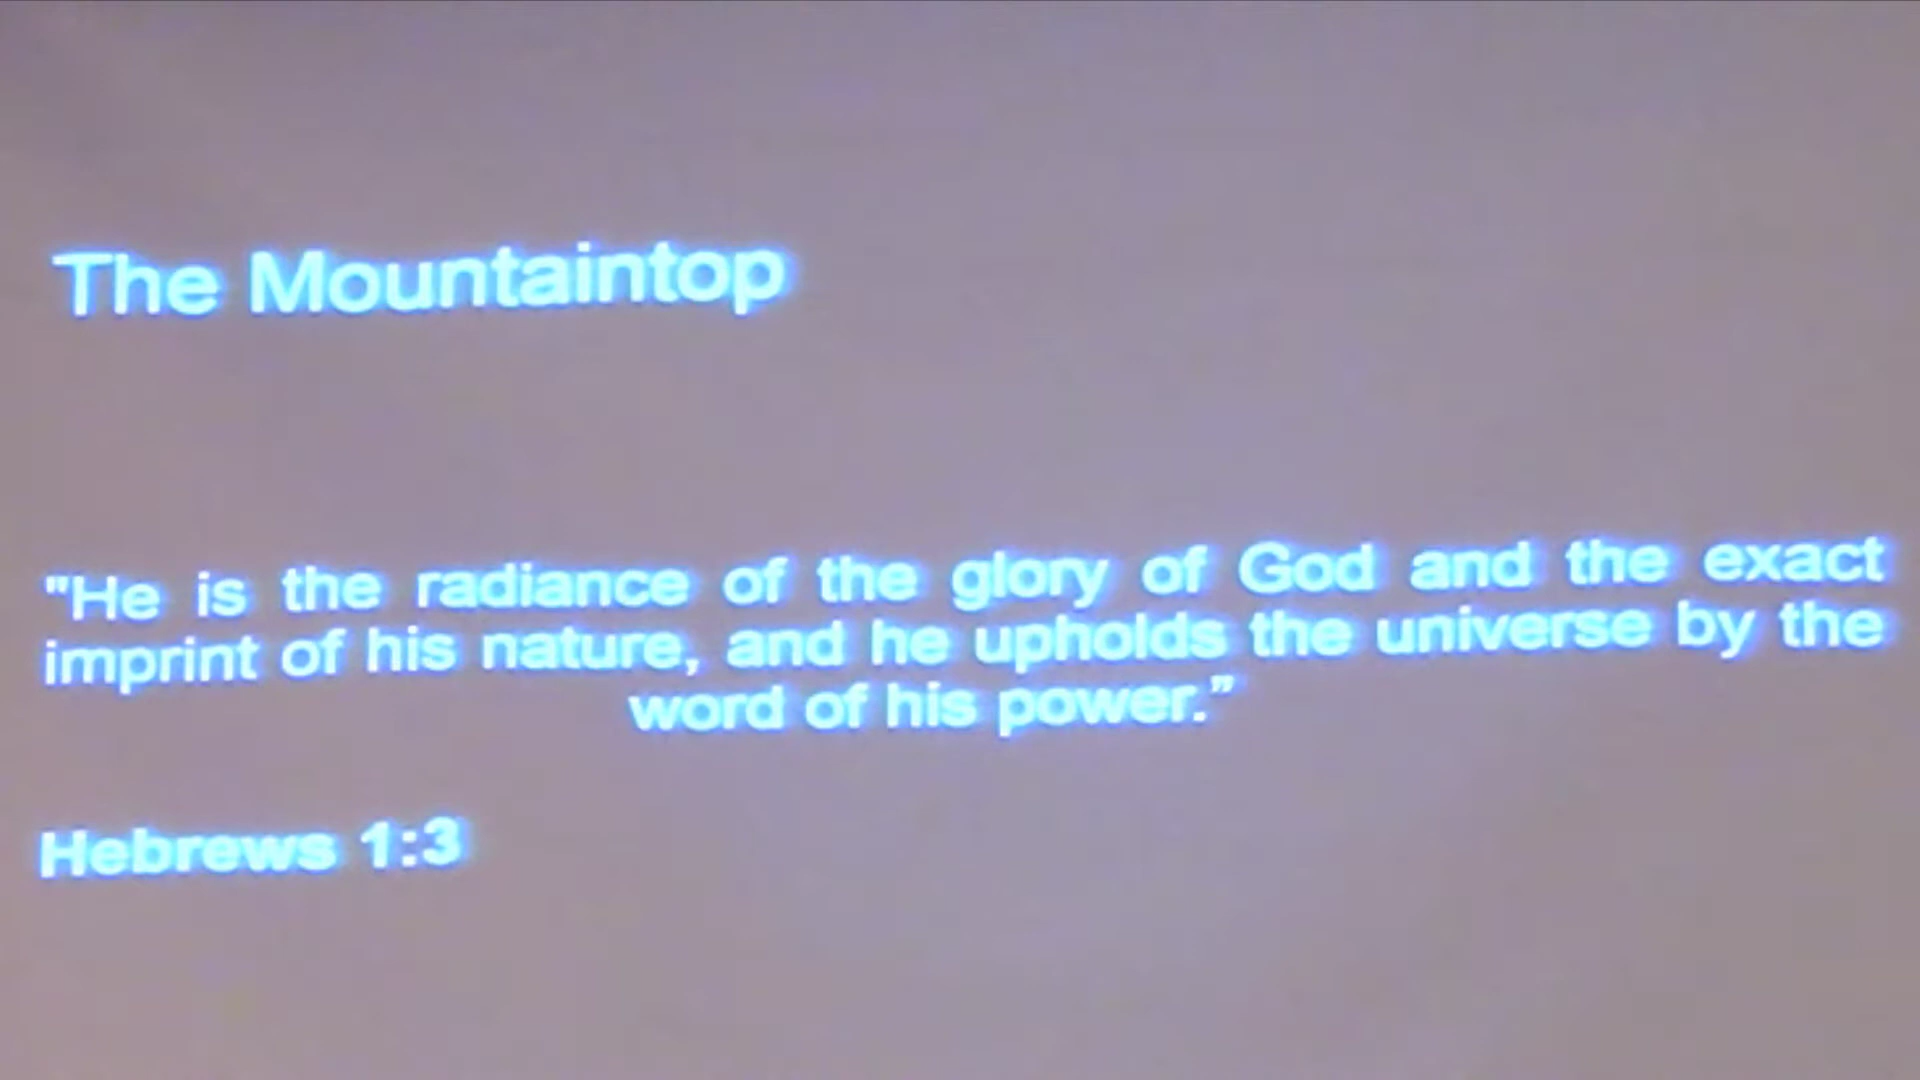 The Mountaintop
"He is the radiance of the glory of God and the exact
imprint of his nature, and he upholds the universe by the
word of his power.”
Hebrews 1:3